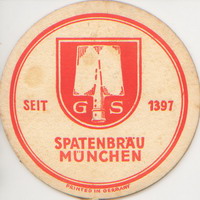 G S
SEIT 1397
SPATENBRÄU
MÜNCHEN
PRINTED IN GERMANY